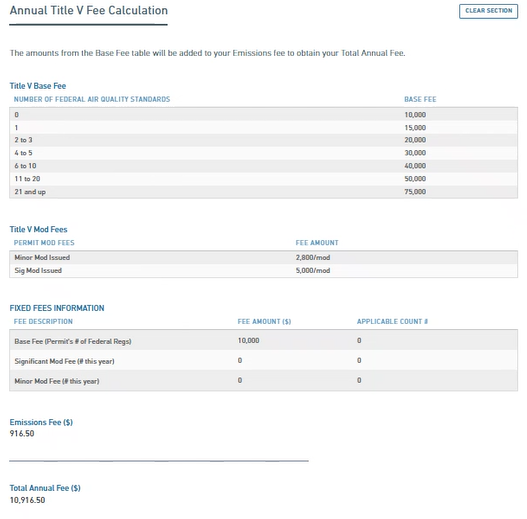 Annual Title V Fee Calculation
CLEAR SECTION
The amounts from the Base Fee table will be added to your Emissions fee to obtain your Total Annual Fee.
Title V Base Fee
NUMBER OF FEDERAL AIR QUALITY STANDARDS BASE FEE
0 10,000
1 15,000
2 to 3 20,000
4 to 5 30,000
6 to 10 40,000
11 to 20 50,000
21 and up 75,000
Title V Mod Fees
PERMIT MOD FEES FEE AMOUNT
Minor Mod Issued 2,800/mod
Sig Mod Issued 5,000/mod
FIXED FEES INFORMATION
FEE DESCRIPTION FEE AMOUNT ($) APPLICABLE COUNT #
Base Fee (Permit's # of Federal Regs) 10,000 0
Significant Mod Fee (# this year) 0 0
Minor Mod Fee (# this year) 0 0
Emissions Fee ($)
916.50
Total Annual Fee ($)
10,916.50